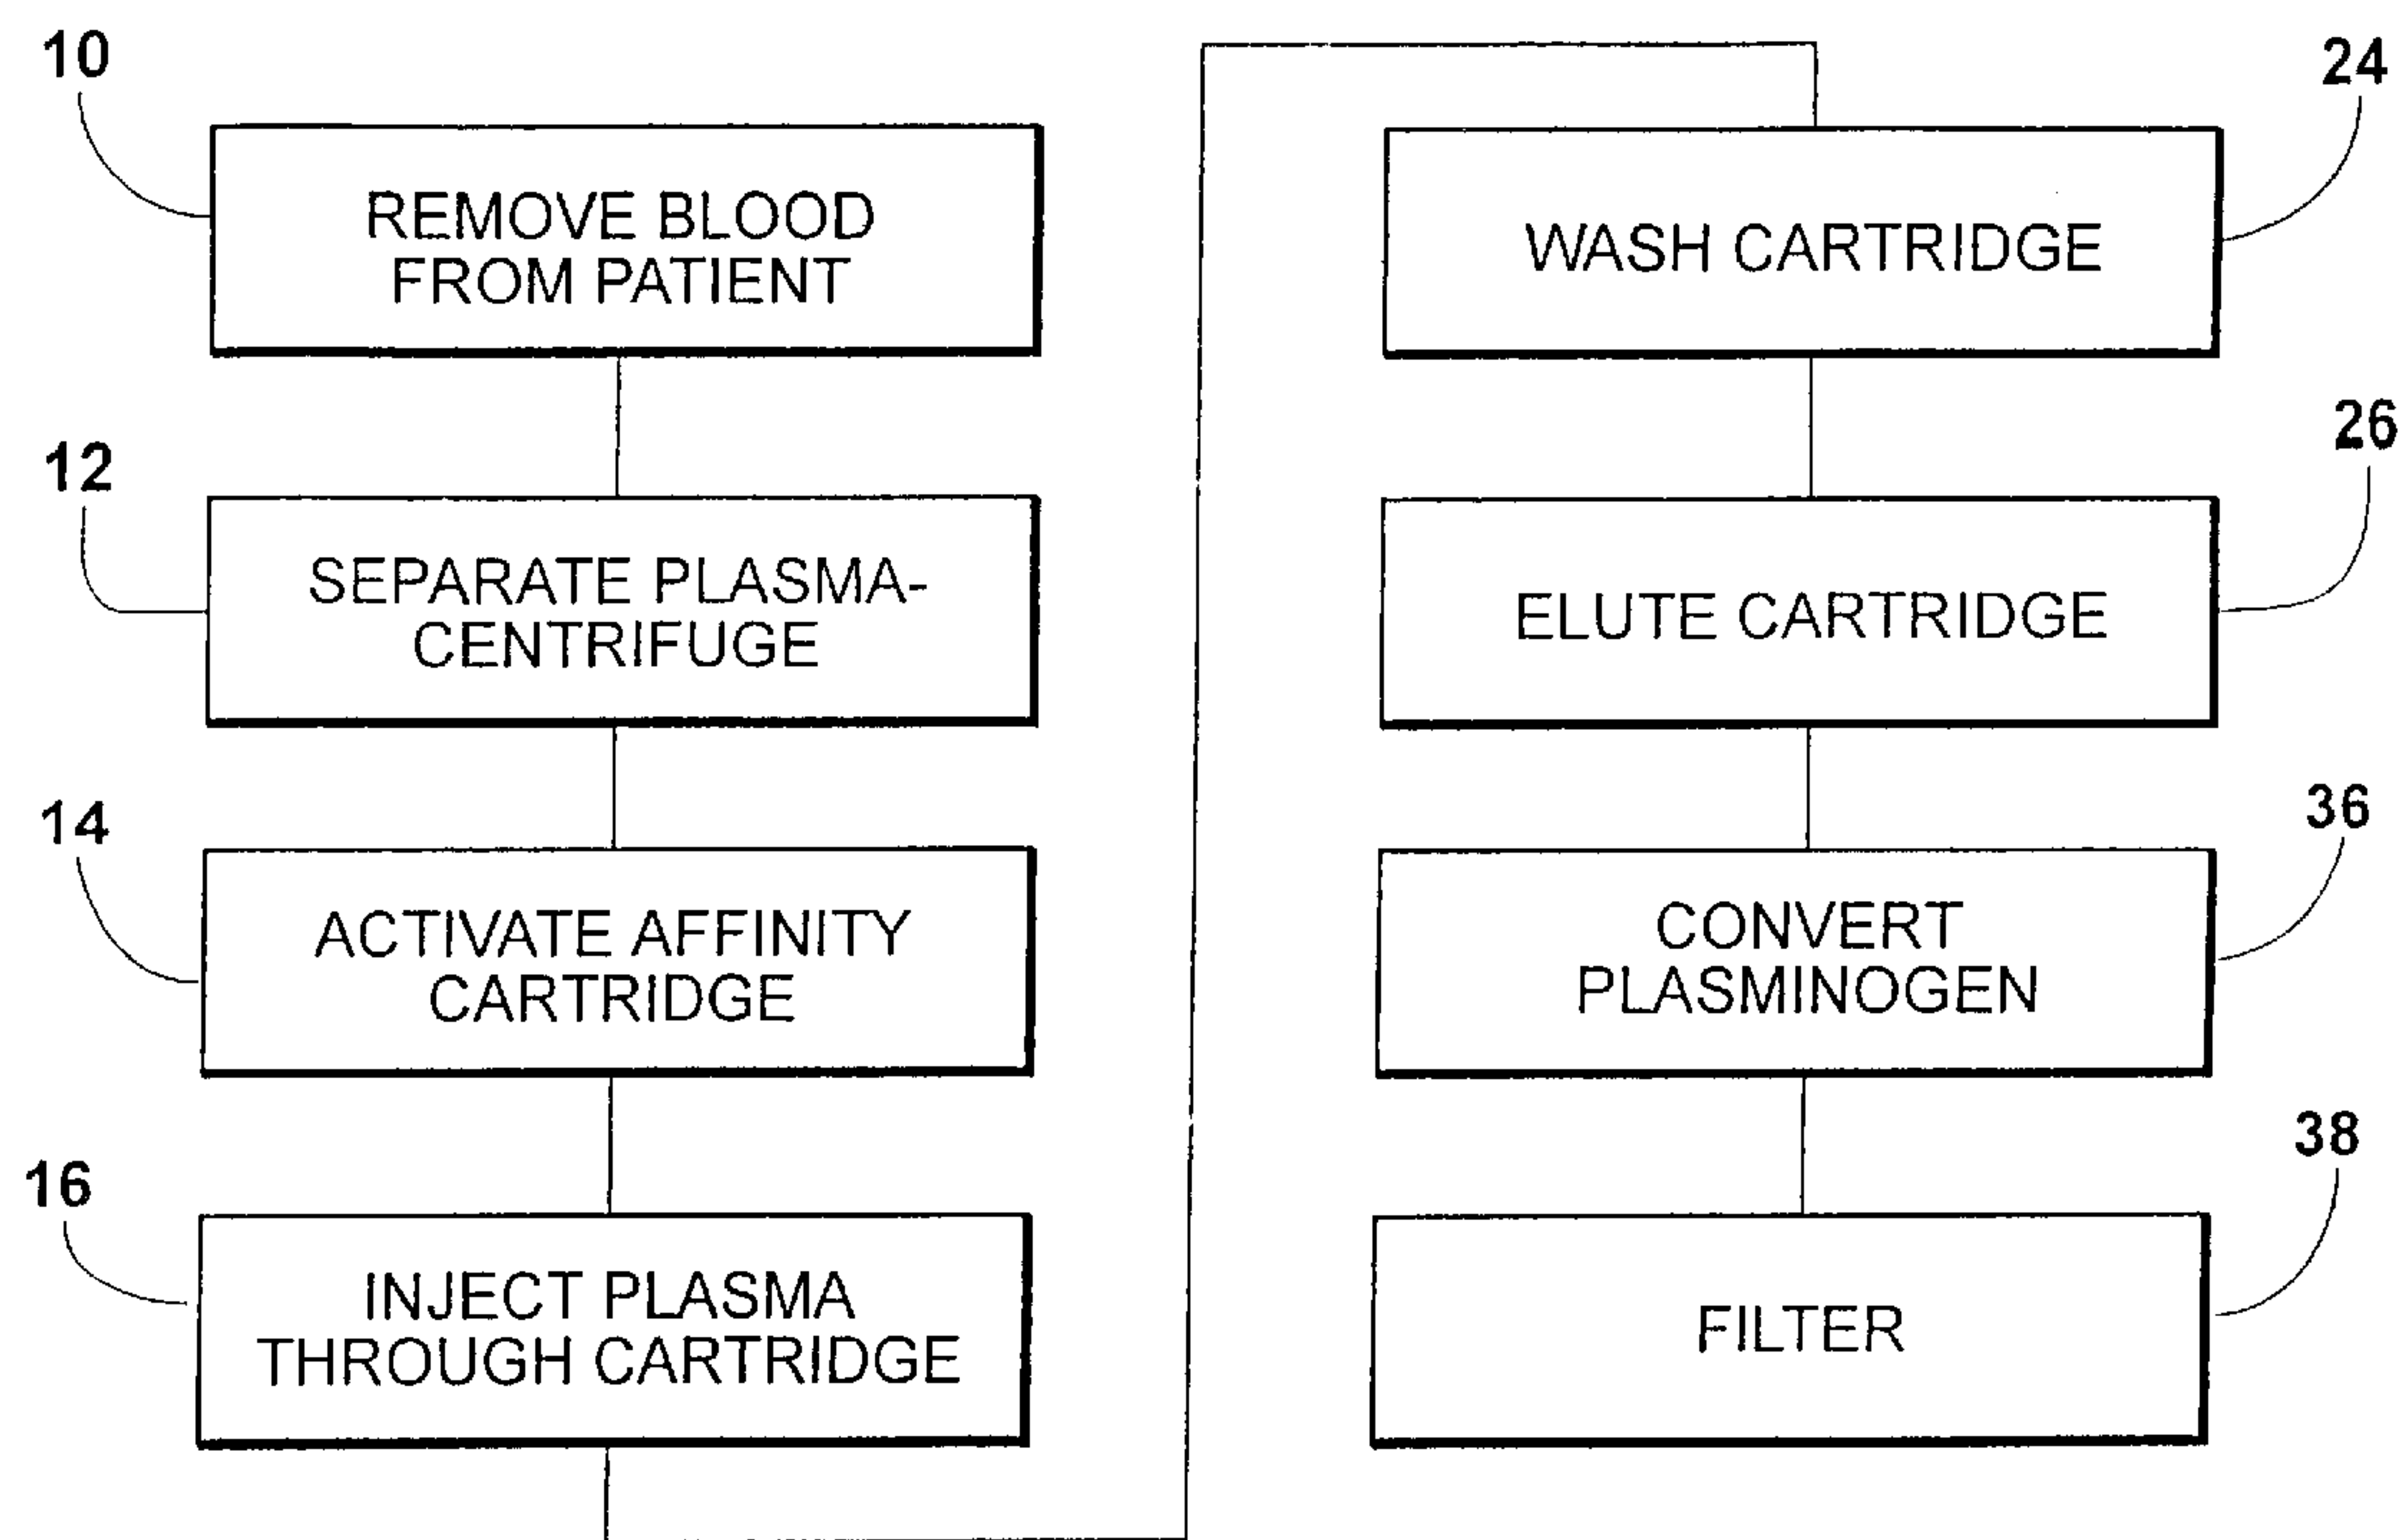 10
REMOVE BLOOD
FROM PATIENT
12
SEPARATE PLASMA-
CENTRIFUGE
14
ACTIVATE AFFINITY
CARTRIDGE
16
INJECT PLASMA
THROUGH CARTRIDGE
24
WASH CARTRIDGE
26
ELUTE CARTRIDGE
36
CONVERT
PLASMINOGEN
38
FILTER